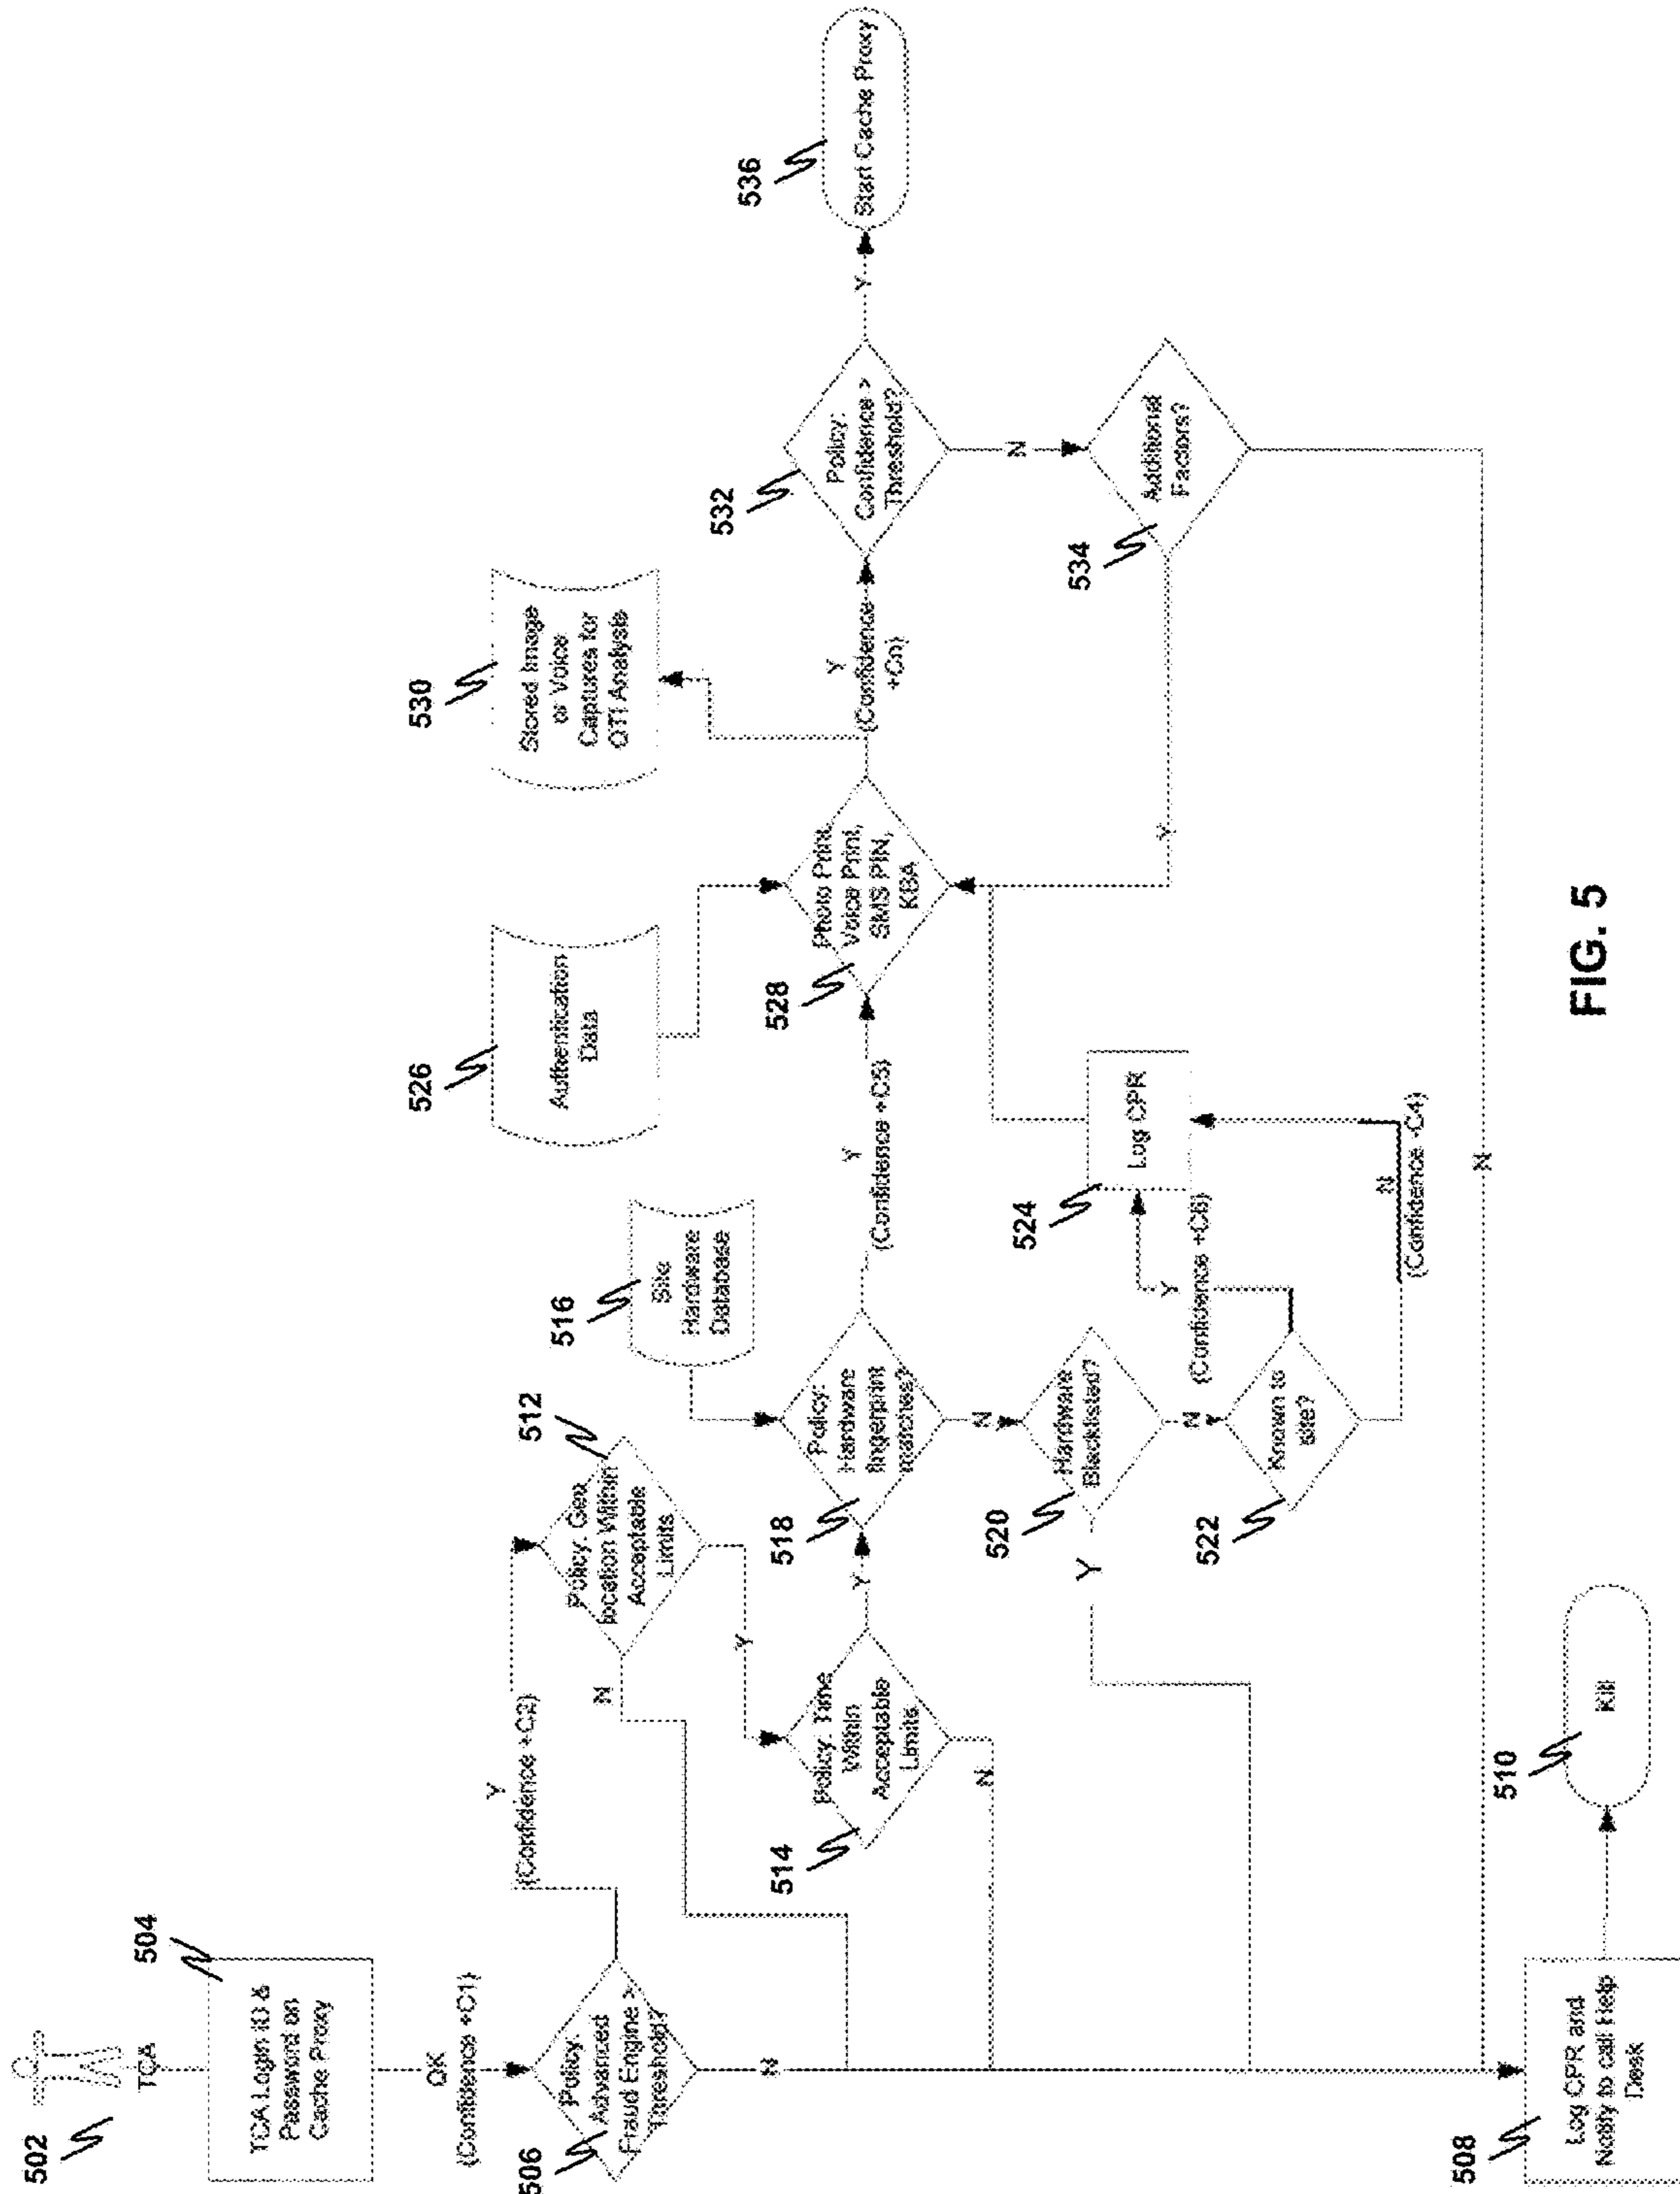 502
TCA
504
TCA Login ID &
Password on
Cache Proxy
OK
(Confidence +C1)
506
Policy:
Advanced
Fraud Engine >
Threshold?
Y
(Confidence +C2)
N
512
Policy: Geo
location Within
Acceptable
Limits
N
Y
514
Policy: Time
Within
Acceptable
Limits
N
Y
516
Site
Hardware
Database
518
Policy:
Hardware
fingerprint
matches?
Y
(Confidence +C5)
N
520
Hardware
Blacklisted?
Y
N
522
Known to
site?
Y
(Confidence +C6)
N
(Confidence -C4)
524
Log CPR
526
Authentication
Data
528
Photo Print,
Voice Print,
SMS PIN,
KBA
530
Stored Image
or Voice
Captures for
QTI Analysis
Y
(Confidence
+Cn)
532
Policy:
Confidence >
Threshold?
Y
N
534
Additional
Factors?
Y
N
536
Start Cache Proxy
508
Log CPR and
Notify to call Help
Desk
510
Kill
FIG. 5